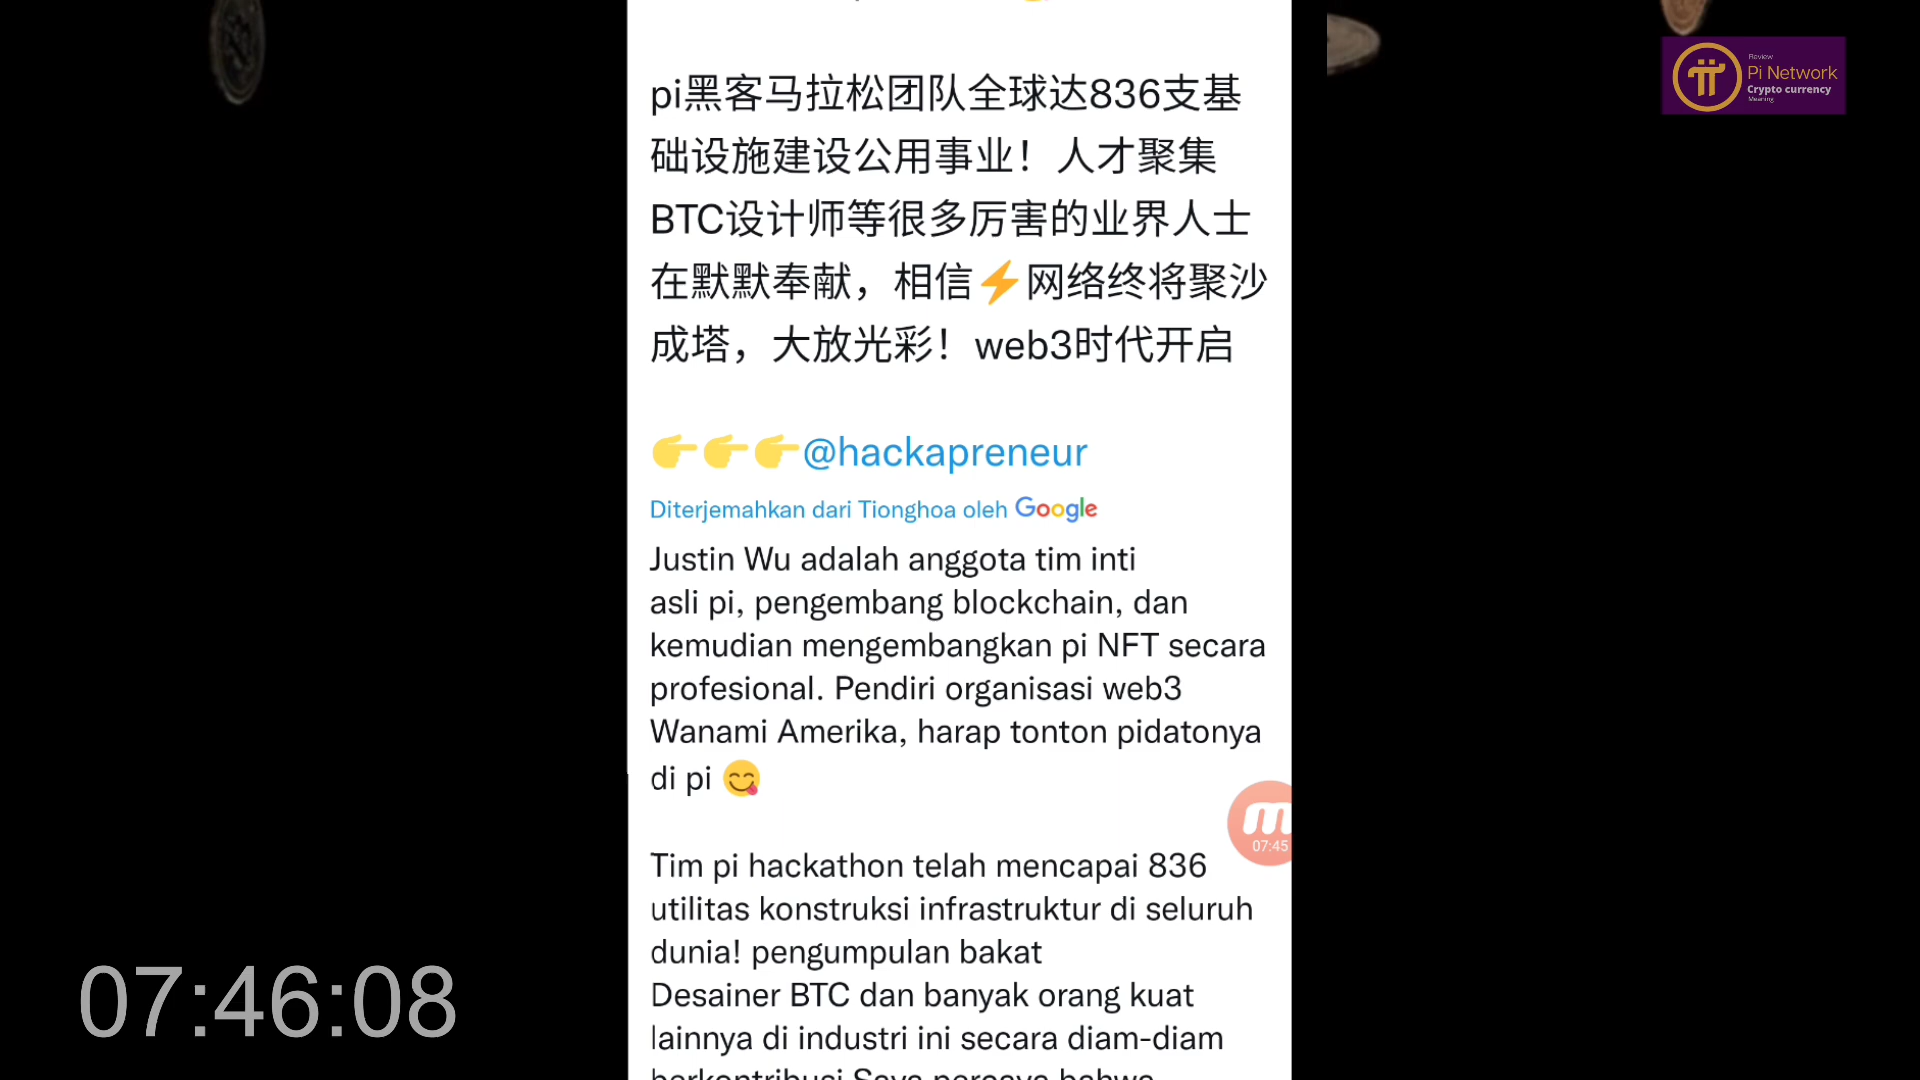 pi黑客马拉松团队全球达836支基
础设施建设公用事业！人才聚集
BTC设计师等很多厉害的业界人士
在默默奉献，相信⚡网络终将聚沙
成塔，大放光彩！web3时代开启
👉👉👉@hackapreneur
Diterjemahkan dari Tionghoa oleh Google
Justin Wu adalah anggota tim inti
asli pi, pengembang blockchain, dan
kemudian mengembangkan pi NFT secara
profesional. Pendiri organisasi web3
Wanami Amerika, harap tonton pidatonya
di pi 😋
Tim pi hackathon telah mencapai 836
utilitas konstruksi infrastruktur di seluruh
dunia! pengumpulan bakat
Desainer BTC dan banyak orang kuat
lainnya di industri ini secara diam-diam
berkontribusi Saya percaya bahwa
07:45
07:46:08
Review
Pi Network
Crypto currency
Meaning